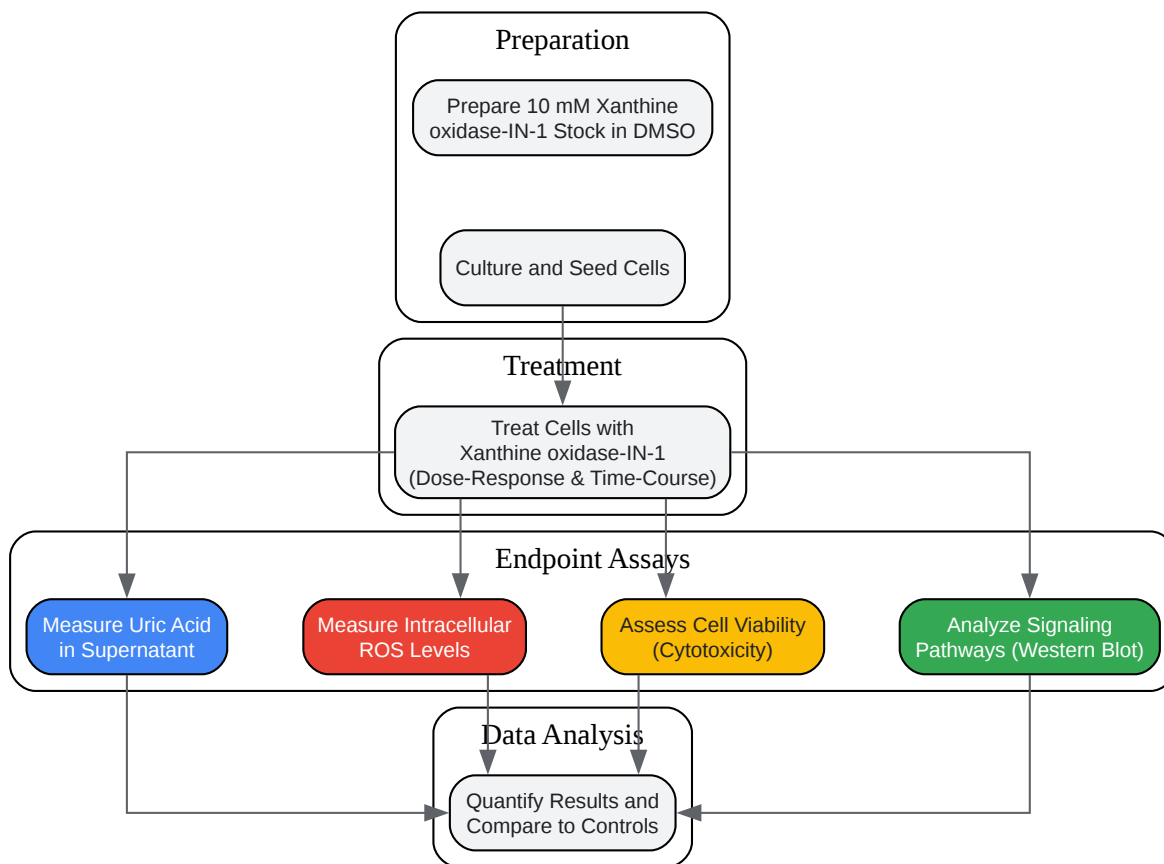 Preparation
Prepare 10 mM Xanthine
oxidase-IN-1 Stock in DMSO
Culture and Seed Cells
Treatment
Treat Cells with
Xanthine oxidase-IN-1
(Dose-Response & Time-Course)
Endpoint Assays
Measure Uric Acid
in Supernatant
Measure Intracellular
ROS Levels
Assess Cell Viability
(Cytotoxicity)
Analyze Signaling
Pathways (Western Blot)
Data Analysis
Quantify Results and
Compare to Controls